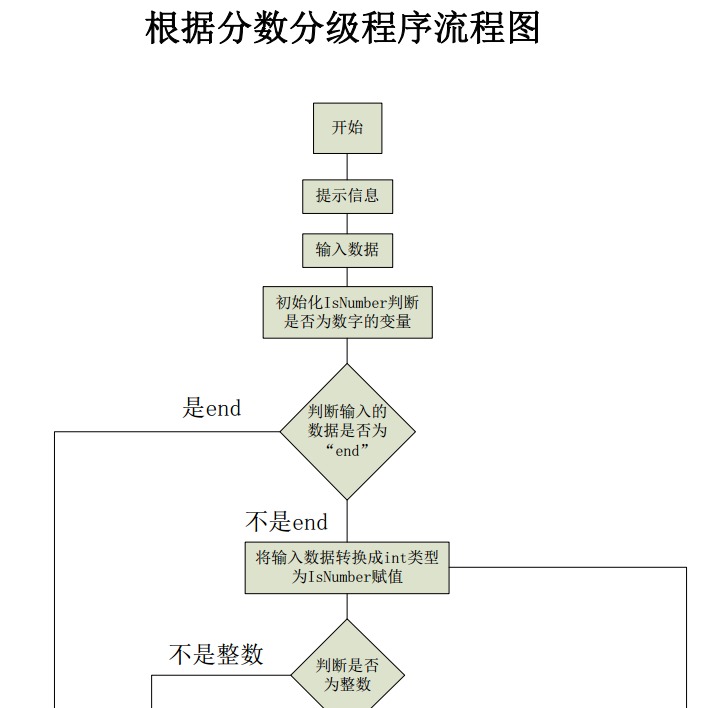 根据分数分级程序流程图
开始
提示信息
输入数据
初始化IsNumber判断
是否为数字的变量
是end
判断输入的
数据是否为
“end”
不是end
将输入数据转换成int类型
为IsNumber赋值
不是整数
判断是否
为整数